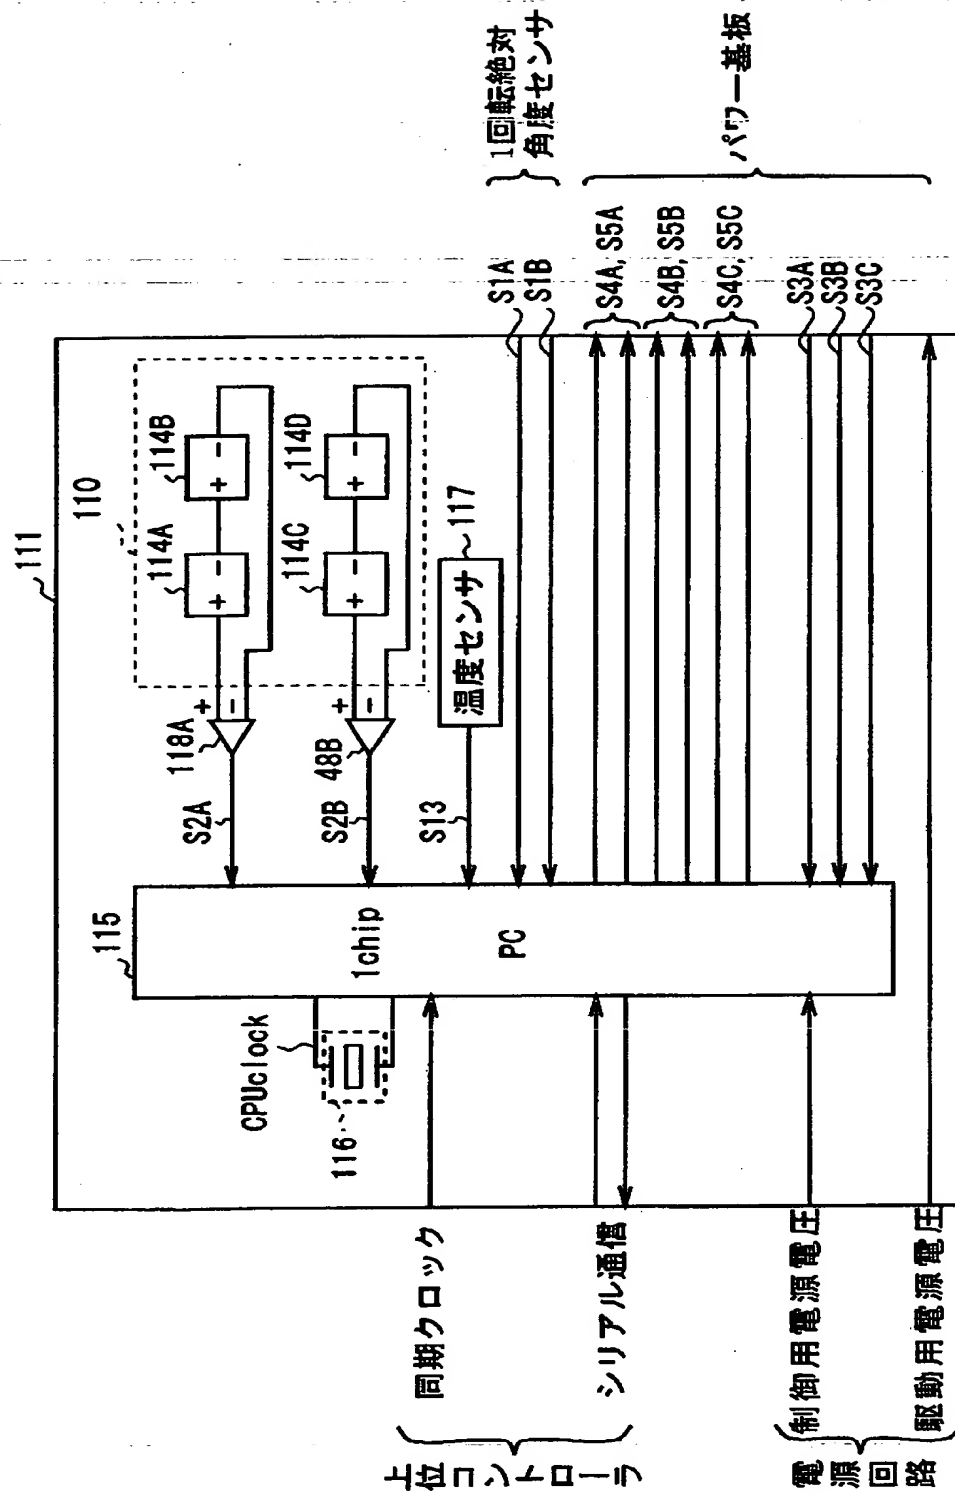 111
110
114A
114B
114C
114D
118A
+
−
+
−
+
−
48B
+
−
+
−
+
−
S2A
S2B
S13
温度センサ
117
115
1chip
PC
CPUclock
116
同期クロック
シリアル通信
上位コントローラ
制御用電源電圧
駆動用電源電圧
電源回路
S1A
S1B
1回転絶対
角度センサ
S4A, S5A
S4B, S5B
S4C, S5C
S3A
S3B
S3C
パワー基板